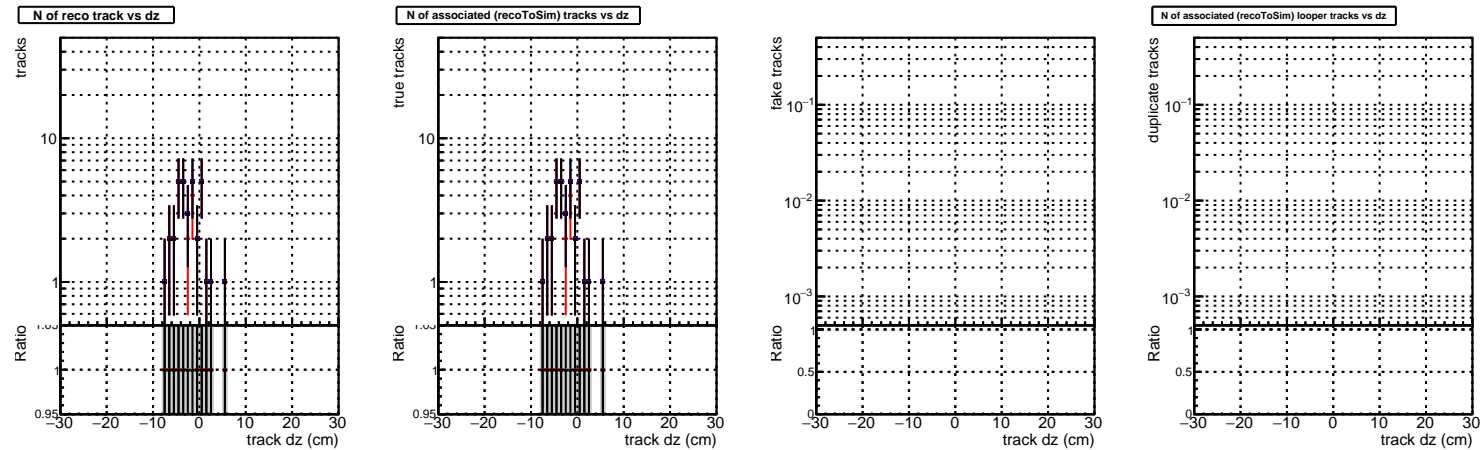 N of reco track vs dz
tracks
10
1
Ratio
1
0.95
−30 −20 −10 0 10 20 30
track dz (cm)
N of associated (recoToSim) tracks vs dz
true tracks
10
1
Ratio
1
0.95
−30 −20 −10 0 10 20 30
track dz (cm)
fake tracks
10⁻¹
10⁻²
10⁻³
Ratio
1
0.5
0
−30 −20 −10 0 10 20 30
track dz (cm)
N of associated (recoToSim) looper tracks vs dz
duplicate tracks
10⁻¹
10⁻²
10⁻³
Ratio
1
0.5
0
−30 −20 −10 0 10 20 30
track dz (cm)